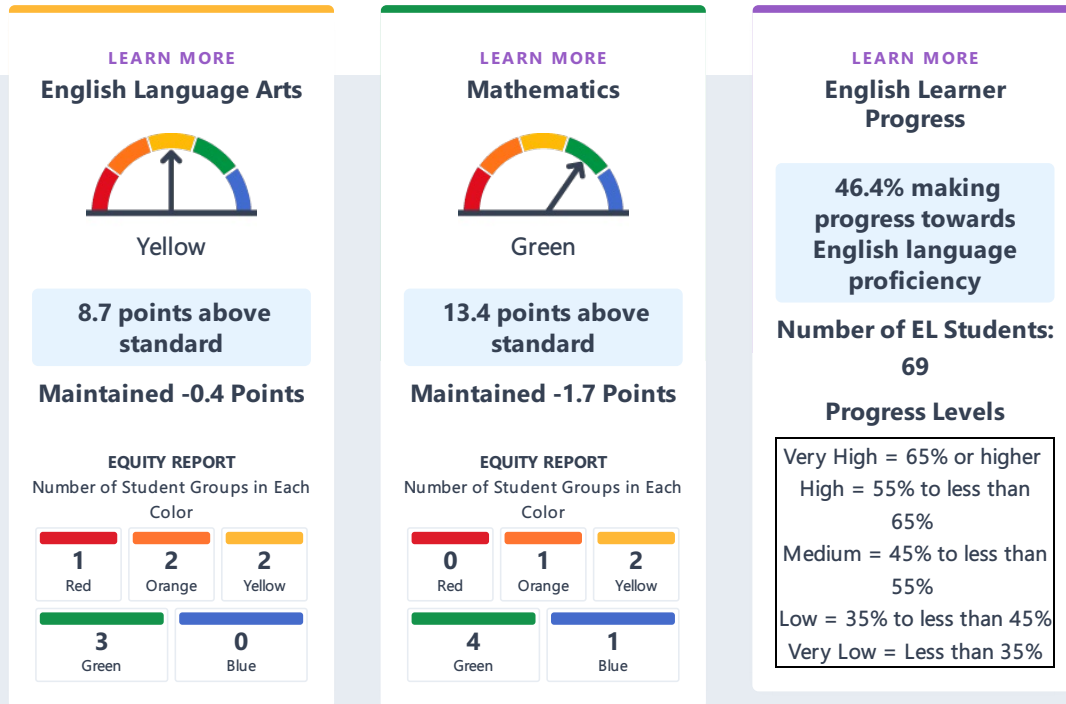 LEARN MORE
English Language Arts
Yellow
8.7 points above
standard
Maintained -0.4 Points
EQUITY REPORT
Number of Student Groups in Each
Color
1
Red
2
Orange
2
Yellow
3
Green
0
Blue
LEARN MORE
Mathematics
Green
13.4 points above
standard
Maintained -1.7 Points
EQUITY REPORT
Number of Student Groups in Each
Color
0
Red
1
Orange
2
Yellow
4
Green
1
Blue
LEARN MORE
English Learner
Progress
46.4% making
progress towards
English language
proficiency
Number of EL Students:
69
Progress Levels
Very High = 65% or higher
High = 55% to less than
65%
Medium = 45% to less than
55%
Low = 35% to less than 45%
Very Low = Less than 35%